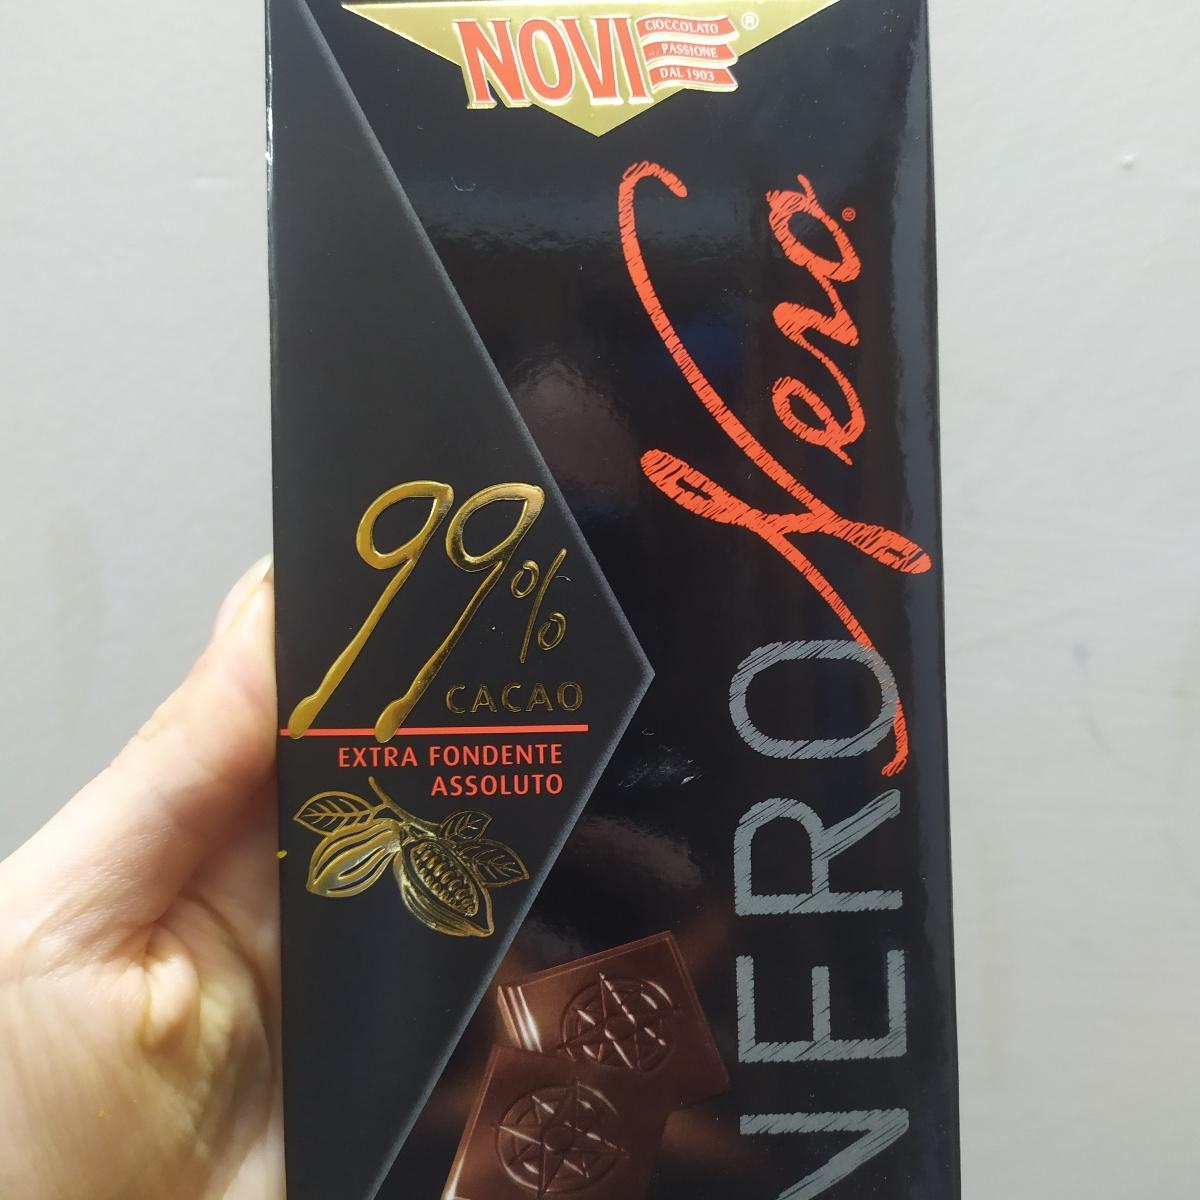 NOVI
CIOCCOLATO
... PASSIONE
DAL 1903
®
NERO Nero®
99%
CACAO
EXTRA FONDENTE
ASSOLUTO